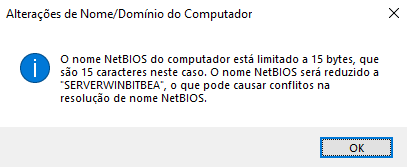 Alterações de Nome/Domínio do Computador
O nome NetBIOS do computador está limitado a 15 bytes, que
são 15 caracteres neste caso. O nome NetBIOS será reduzido a
"SERVERWINBITBEA", o que pode causar conflitos na
resolução de nome NetBIOS.
OK